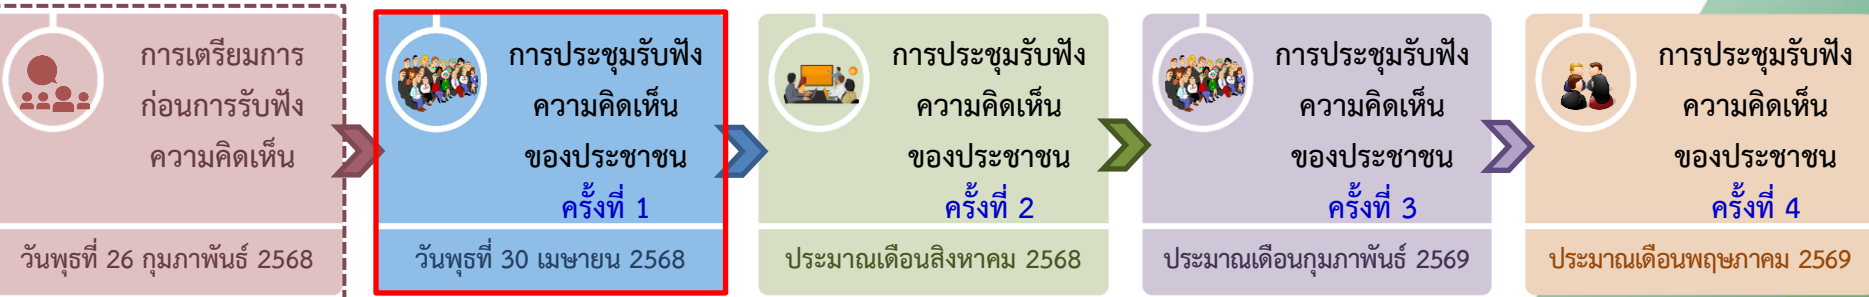 การเตรียมการ
ก่อนการรับฟัง
ความคิดเห็น
วันพุธที่ 26 กุมภาพันธ์ 2568
การประชุมรับฟัง
ความคิดเห็น
ของประชาชน
ครั้งที่ 1
วันพุธที่ 30 เมษายน 2568
การประชุมรับฟัง
ความคิดเห็น
ของประชาชน
ครั้งที่ 2
ประมาณเดือนสิงหาคม 2568
การประชุมรับฟัง
ความคิดเห็น
ของประชาชน
ครั้งที่ 3
ประมาณเดือนกุมภาพันธ์ 2569
การประชุมรับฟัง
ความคิดเห็น
ของประชาชน
ครั้งที่ 4
ประมาณเดือนพฤษภาคม 2569